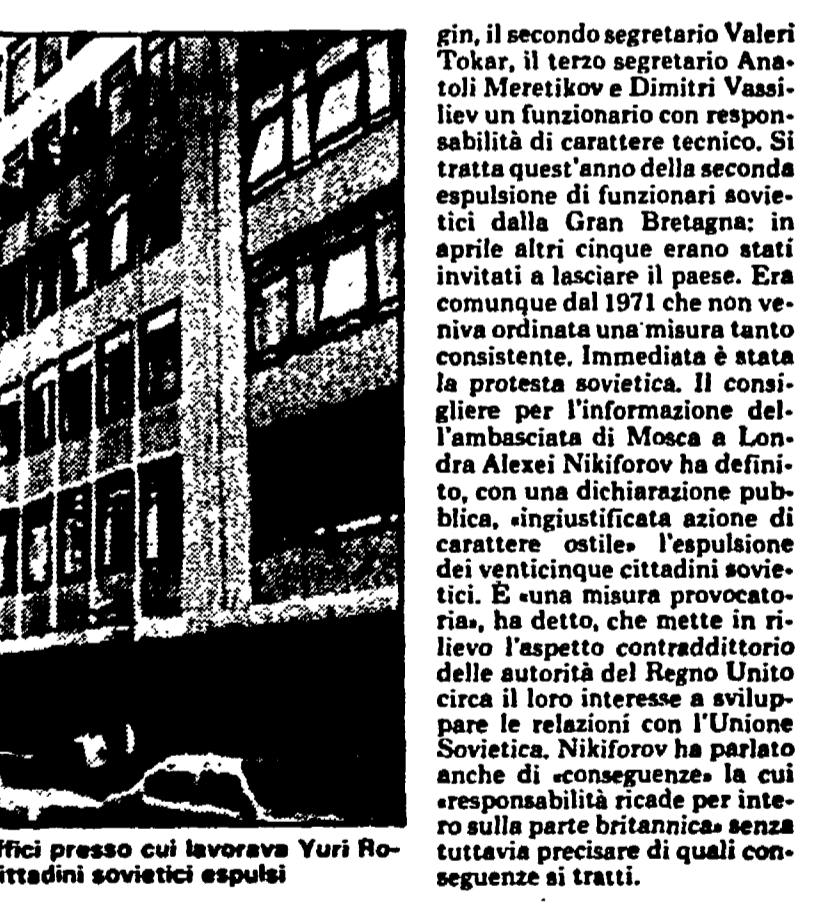 gin, il secondo segretario Valeri
Tokar, il terzo segretario Ana-
toli Meretikov e Dimitri Vassi-
liev un funzionario con respon-
sabilità di carattere tecnico. Si
tratta quest'anno della seconda
espulsione di funzionari sovie-
tici dalla Gran Bretagna: in
aprile altri cinque erano stati
invitati a lasciare il paese. Era
comunque dal 1971 che non ve-
niva ordinata una misura tanto
consistente. Immediata è stata
la protesta sovietica. Il consi-
gliere per l'informazione del-
l'ambasciata di Mosca a Lon-
dra Alexei Nikiforov ha defini-
to, con una dichiarazione pub-
blica, «ingiustificata azione di
carattere ostile» l'espulsione
dei venticinque cittadini sovie-
tici. È «una misura provocato-
ria», ha detto, che mette in ri-
lievo l'aspetto contraddittorio
delle autorità del Regno Unito
circa il loro interesse a svilup-
pare le relazioni con l'Unione
Sovietica. Nikiforov ha parlato
anche di «conseguenze» la cui
«responsabilità ricade per inte-
ro sulla parte britannica» senza
tuttavia precisare di quali con-
seguenze si tratti.
ffici presso cui lavorava Yuri Ro-
ittadini sovietici espulsi